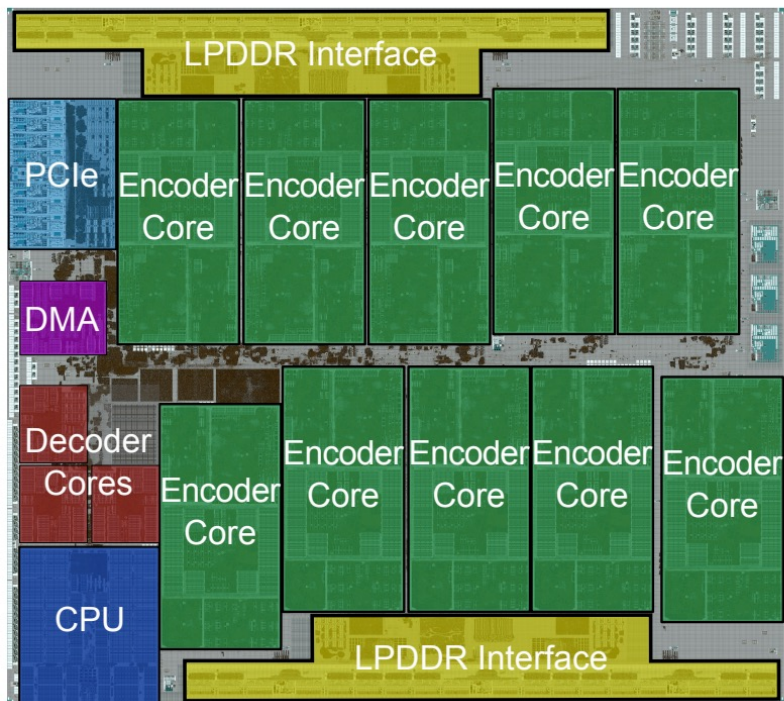 LPDDR Interface
PCIe
Encoder
Core
Encoder
Core
Encoder
Core
Encoder
Core
Encoder
Core
DMA
Decoder
Cores
Encoder
Core
Encoder
Core
Encoder
Core
Encoder
Core
Encoder
Core
CPU
LPDDR Interface